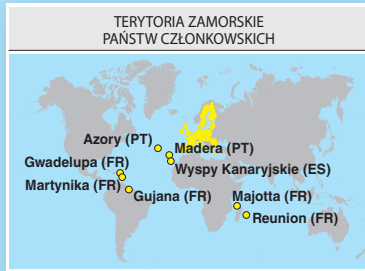 TERYTORIA ZAMORSKIE
PAŃSTW CZŁONKOWSKICH
Azory (PT)
Madera (PT)
Gwadelupa (FR)
Wyspy Kanaryjskie (ES)
Martynika (FR)
Gujana (FR)
Majotta (FR)
Reunion (FR)